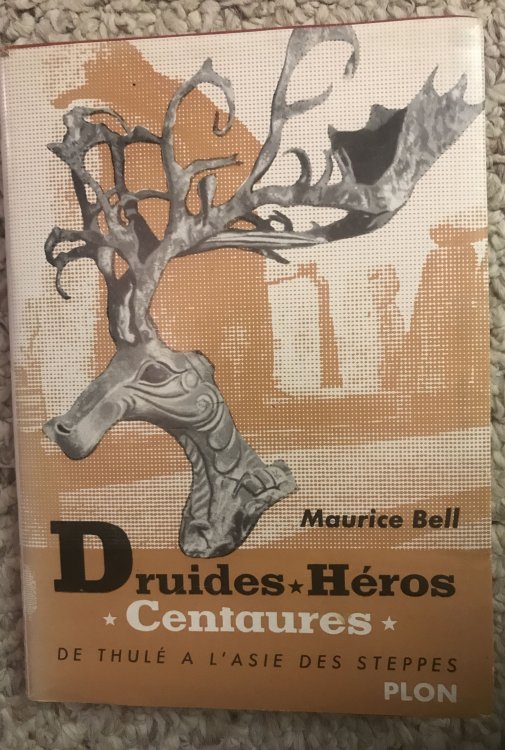 Maurice Bell
Druides★Héros
★ Centaures ★
DE THULÉ A L'ASIE DES STEPPES
PLON